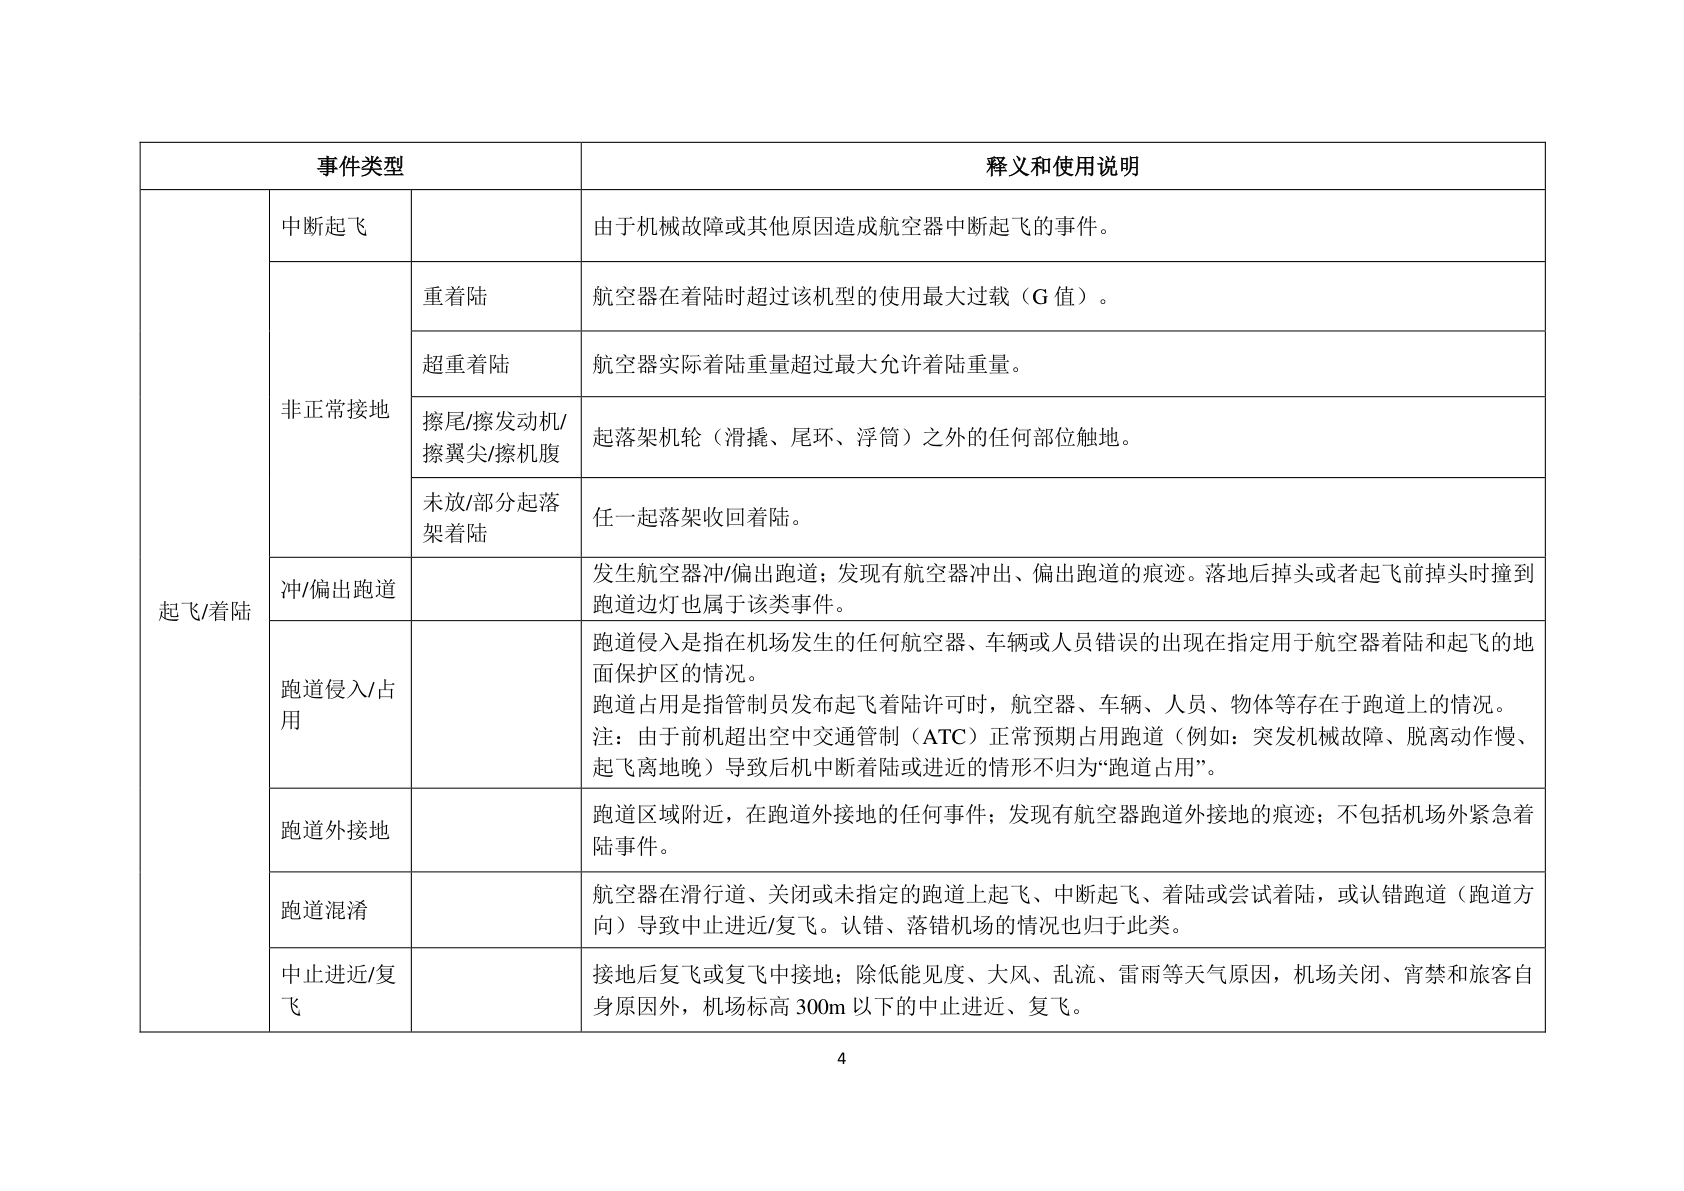 事件类型
释义和使用说明
起飞/着陆
中断起飞
由于机械故障或其他原因造成航空器中断起飞的事件。
非正常接地
重着陆
航空器在着陆时超过该机型的使用最大过载（G 值）。
超重着陆
航空器实际着陆重量超过最大允许着陆重量。
擦尾/擦发动机/
擦翼尖/擦机腹
起落架机轮（滑撬、尾环、浮筒）之外的任何部位触地。
未放/部分起落
架着陆
任一起落架收回着陆。
冲/偏出跑道
发生航空器冲/偏出跑道；发现有航空器冲出、偏出跑道的痕迹。落地后掉头或者起飞前掉头时撞到
跑道边灯也属于该类事件。
跑道侵入/占
用
跑道侵入是指在机场发生的任何航空器、车辆或人员错误的出现在指定用于航空器着陆和起飞的地
面保护区的情况。
跑道占用是指管制员发布起飞着陆许可时，航空器、车辆、人员、物体等存在于跑道上的情况。
注：由于前机超出空中交通管制（ATC）正常预期占用跑道（例如：突发机械故障、脱离动作慢、
起飞离地晚）导致后机中断着陆或进近的情形不归为“跑道占用”。
跑道外接地
跑道区域附近，在跑道外接地的任何事件；发现有航空器跑道外接地的痕迹；不包括机场外紧急着
陆事件。
跑道混淆
航空器在滑行道、关闭或未指定的跑道上起飞、中断起飞、着陆或尝试着陆，或认错跑道（跑道方
向）导致中止进近/复飞。认错、落错机场的情况也归于此类。
中止进近/复
飞
接地后复飞或复飞中接地；除低能见度、大风、乱流、雷雨等天气原因，机场关闭、宵禁和旅客自
身原因外，机场标高 300m 以下的中止进近、复飞。
4